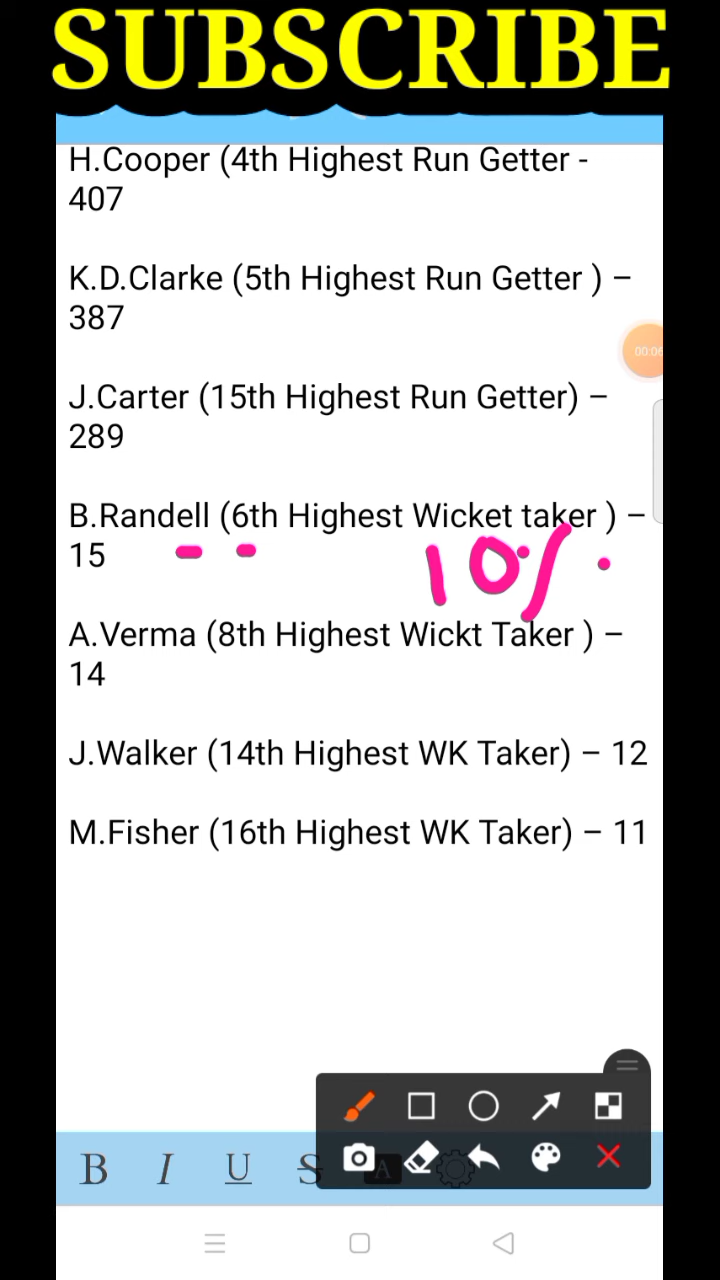 SUBSCRIBE
H.Cooper (4th Highest Run Getter -
407
K.D.Clarke (5th Highest Run Getter ) –
387
00:06
J.Carter (15th Highest Run Getter) –
289
B.Randell (6th Highest Wicket taker ) –
15
10%
A.Verma (8th Highest Wickt Taker ) –
14
J.Walker (14th Highest WK Taker) – 12
M.Fisher (16th Highest WK Taker) – 11
B I U S A